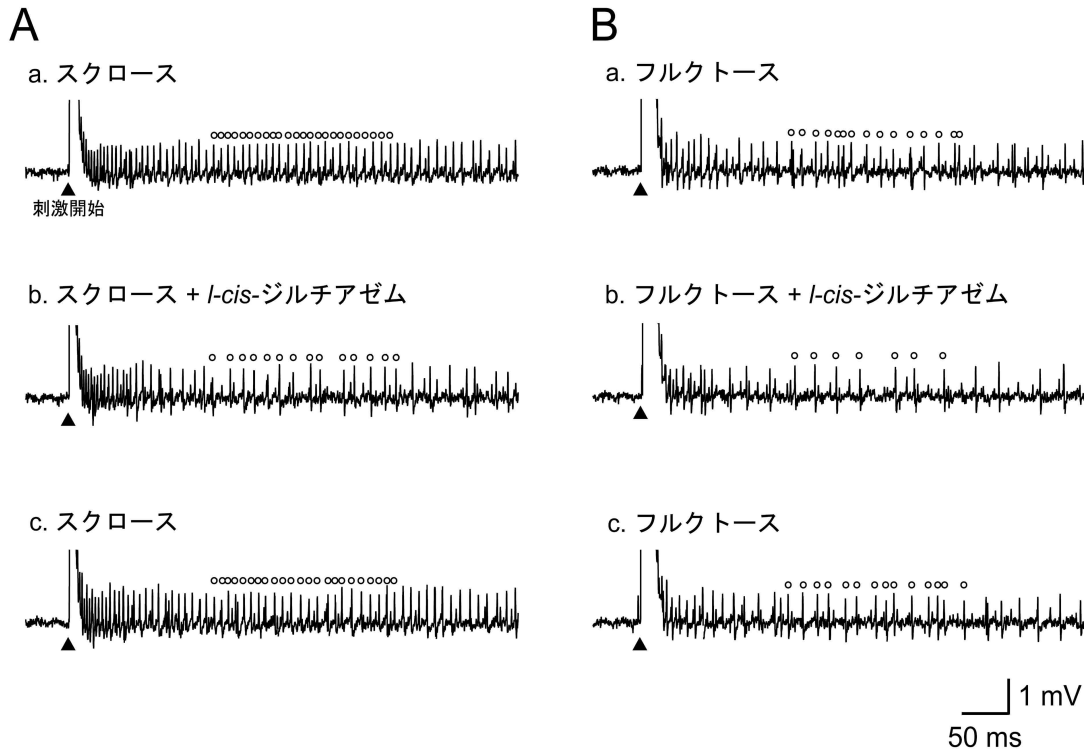 A
a. スクロース
刺激開始
b. スクロース + l-cis-ジルチアゼム
c. スクロース
B
a. フルクトース
b. フルクトース + l-cis-ジルチアゼム
c. フルクトース
1 mV
50 ms